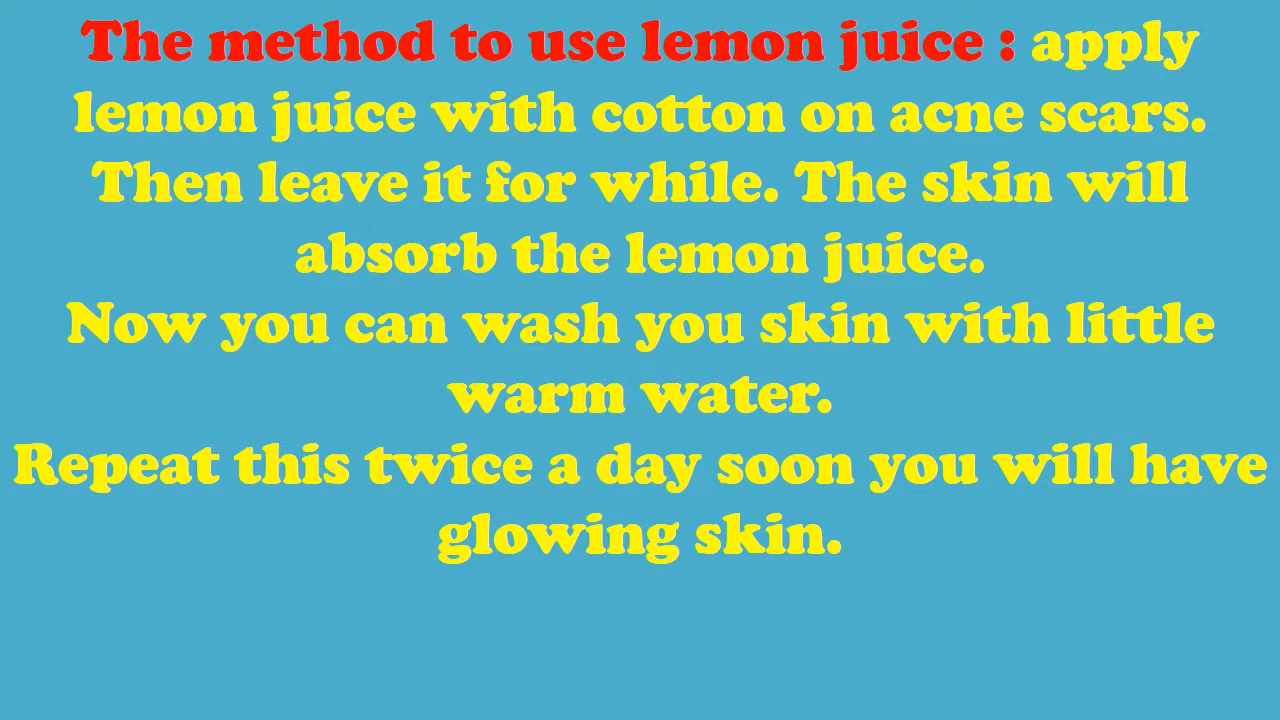 The method to use lemon juice : apply
lemon juice with cotton on acne scars.
Then leave it for while. The skin will
absorb the lemon juice.
Now you can wash you skin with little
warm water.
Repeat this twice a day soon you will have
glowing skin.